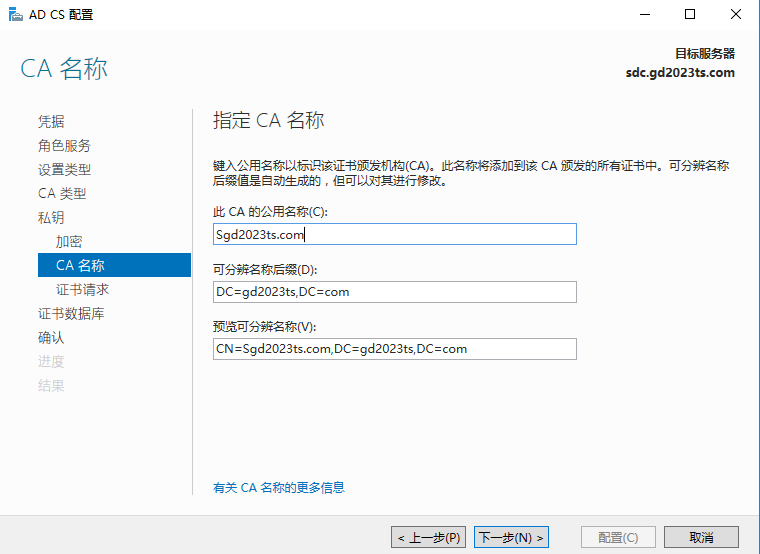 AD CS 配置
CA 名称
目标服务器
sdc.gd2023ts.com
凭据
角色服务
设置类型
CA 类型
私钥
加密
CA 名称
证书请求
证书数据库
确认
进度
结果
指定 CA 名称
键入公用名称以标识该证书颁发机构(CA)。此名称将添加到该 CA 颁发的所有证书中。可分辨名称
后缀值是自动生成的，但可以对其进行修改。
此 CA 的公用名称(C):
Sgd2023ts.com
可分辨名称后缀(D):
DC=gd2023ts,DC=com
预览可分辨名称(V):
CN=Sgd2023ts.com,DC=gd2023ts,DC=com
有关 CA 名称的更多信息
< 上一步(P)
下一步(N) >
配置(C)
取消